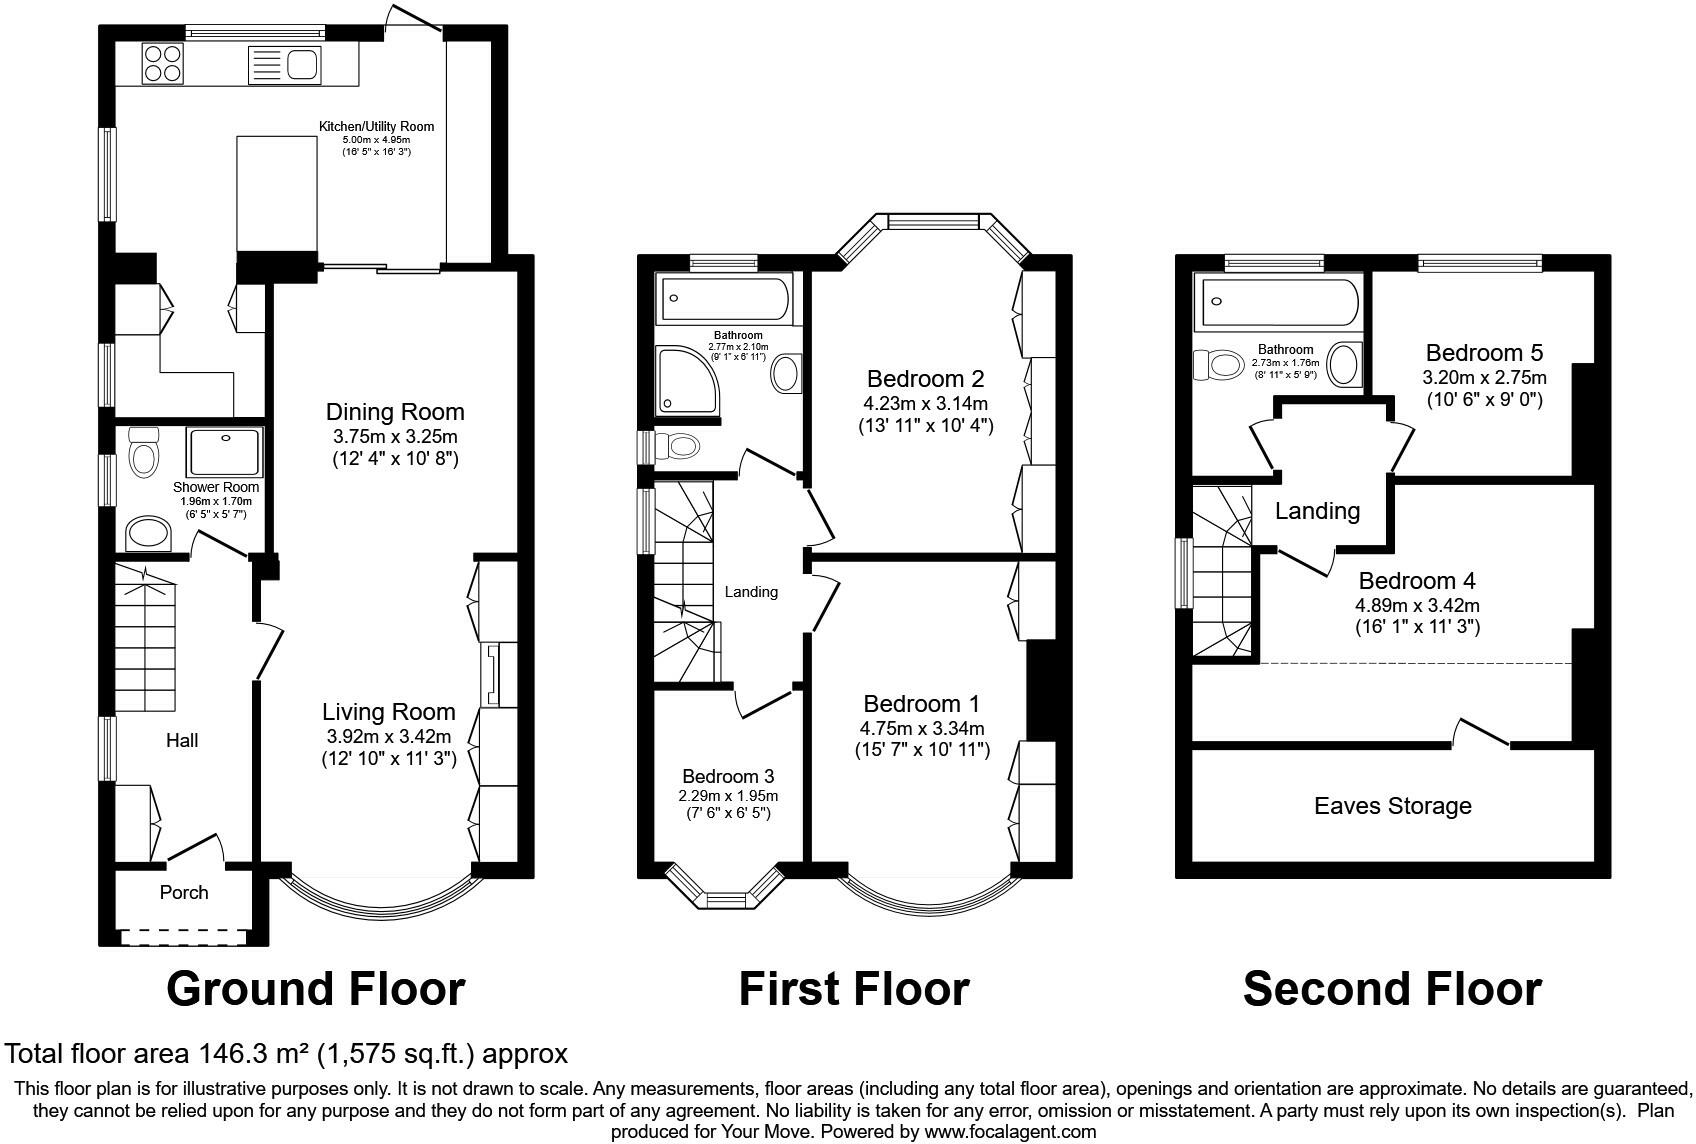 Kitchen/Utility Room
5.00m x 4.95m
(16' 5" x 16' 3")
Dining Room
3.75m x 3.25m
(12' 4" x 10' 8")
Shower Room
1.96m x 1.70m
(6' 5" x 5' 7")
Living Room
3.92m x 3.42m
(12' 10" x 11' 3")
Hall
Porch
Ground Floor
Bathroom
2.77m x 2.10m
(9' 1" x 6' 11")
Bedroom 2
4.23m x 3.14m
(13' 11" x 10' 4")
Landing
Bedroom 1
4.75m x 3.34m
(15' 7" x 10' 11")
Bedroom 3
2.29m x 1.95m
(7' 6" x 6' 5")
First Floor
Bathroom
2.73m x 1.76m
(8' 11" x 5' 9")
Bedroom 5
3.20m x 2.75m
(10' 6" x 9' 0")
Landing
Bedroom 4
4.89m x 3.42m
(16' 1" x 11' 3")
Eaves Storage
Second Floor
Total floor area 146.3 m² (1,575 sq.ft.) approx
This floor plan is for illustrative purposes only. It is not drawn to scale. Any measurements, floor areas (including any total floor area), openings and orientation are approximate. No details are guaranteed,
they cannot be relied upon for any purpose and they do not form part of any agreement. No liability is taken for any error, omission or misstatement. A party must rely upon its own inspection(s). Plan
produced for Your Move. Powered by www.focalagent.com